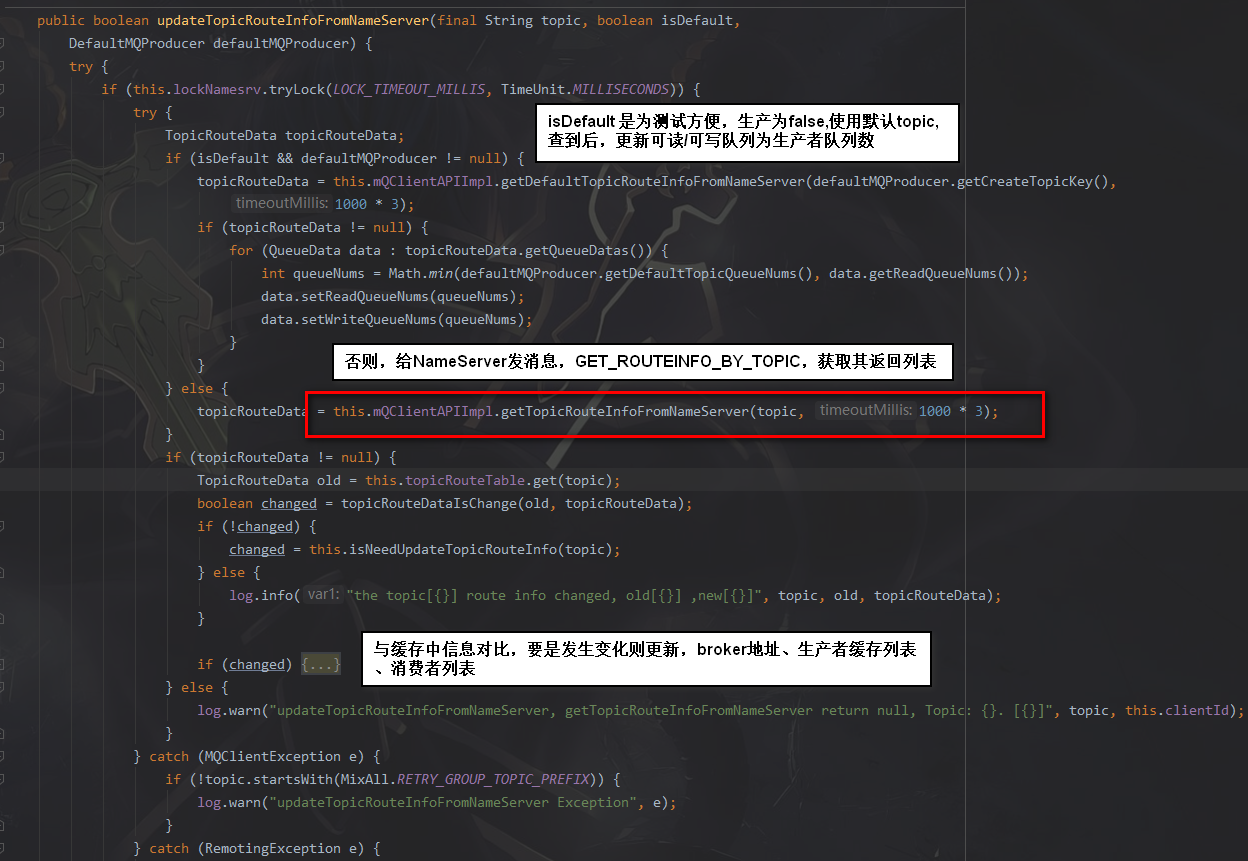 public boolean updateTopicRouteInfoFromNameServer(final String topic, boolean isDefault,
DefaultMQProducer defaultMQProducer) {
try {
if (this.lockNamesrv.tryLock(LOCK_TIMEOUT_MILLIS, TimeUnit.MILLISECONDS)) {
try {
isDefault 是为测试方便，生产为false,使用默认topic,
TopicRouteData topicRouteData;
查到后，更新可读/可写队列为生产者队列数
if (isDefault && defaultMQProducer != null) {
topicRouteData = this.mQClientAPIImpl.getDefaultTopicRouteInfoFromNameServer(defaultMQProducer.getCreateTopicKey(),
timeoutMillis: 1000 * 3);
if (topicRouteData != null) {
for (QueueData data : topicRouteData.getQueueDatas()) {
int queueNums = Math.min(defaultMQProducer.getDefaultTopicQueueNums(), data.getReadQueueNums());
data.setReadQueueNums(queueNums);
data.setWriteQueueNums(queueNums);
}
否则，给NameServer发消息，GET_ROUTEINFO_BY_TOPIC，获取其返回列表
}
} else {
topicRouteData = this.mQClientAPIImpl.getTopicRouteInfoFromNameServer(topic, timeoutMillis: 1000 * 3);
}
if (topicRouteData != null) {
TopicRouteData old = this.topicRouteTable.get(topic);
boolean changed = topicRouteDataIsChange(old, topicRouteData);
if (!changed) {
changed = this.isNeedUpdateTopicRouteInfo(topic);
} else {
log.info( var1: "the topic[{}] route info changed, old[{}] ,new[{}]", topic, old, topicRouteData);
}
与缓存中信息对比，要是发生变化则更新，broker地址、生产者缓存列表
if (changed) {...}
、消费者列表
} else {
log.warn("updateTopicRouteInfoFromNameServer, getTopicRouteInfoFromNameServer return null, Topic: {}. [{}]", topic, this.clientId);
}
} catch (MQClientException e) {
if (!topic.startsWith(MixAll.RETRY_GROUP_TOPIC_PREFIX)) {
log.warn("updateTopicRouteInfoFromNameServer Exception", e);
}
} catch (RemotingException e) {